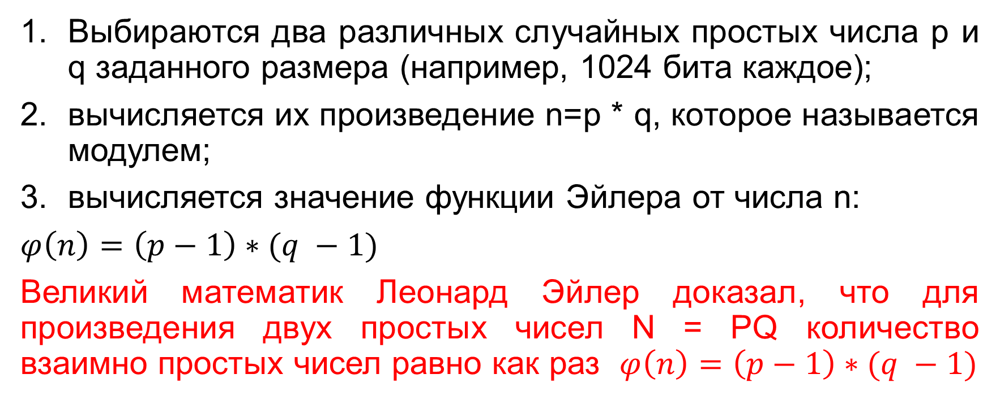 1. Выбираются два различных случайных простых числа p и
q заданного размера (например, 1024 бита каждое);
2. вычисляется их произведение n=p * q, которое называется
модулем;
3. вычисляется значение функции Эйлера от числа n:
φ(n) = (p − 1) ∗ (q − 1)
Великий математик Леонард Эйлер доказал, что для
произведения двух простых чисел N = PQ количество
взаимно простых чисел равно как раз φ(n) = (p − 1) ∗ (q − 1)